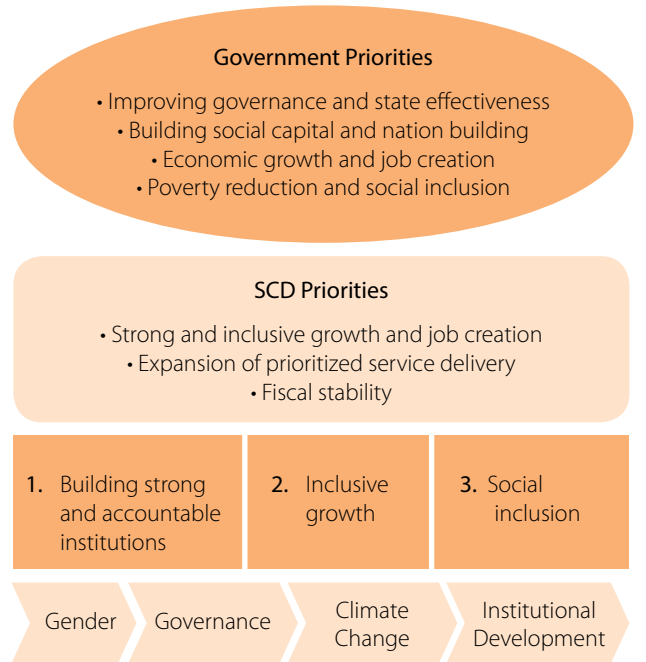 Government Priorities
• Improving governance and state effectiveness
• Building social capital and nation building
• Economic growth and job creation
• Poverty reduction and social inclusion
SCD Priorities
• Strong and inclusive growth and job creation
• Expansion of prioritized service delivery
• Fiscal stability
1. Building strong
and accountable
institutions
2. Inclusive
growth
3. Social
inclusion
Gender
Governance
Climate
Change
Institutional
Development